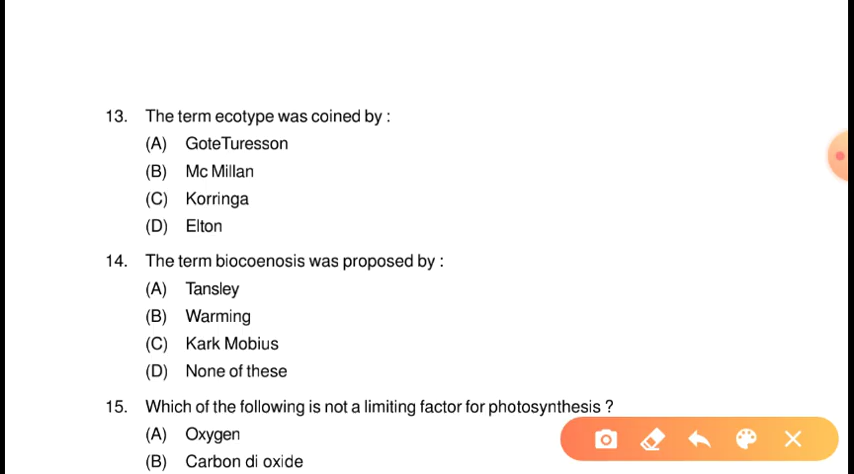 13. The term ecotype was coined by :
(A) GoteTuresson
(B) Mc Millan
(C) Korringa
(D) Elton
14. The term biocoenosis was proposed by :
(A) Tansley
(B) Warming
(C) Kark Mobius
(D) None of these
15. Which of the following is not a limiting factor for photosynthesis ?
(A) Oxygen
(B) Carbon di oxide